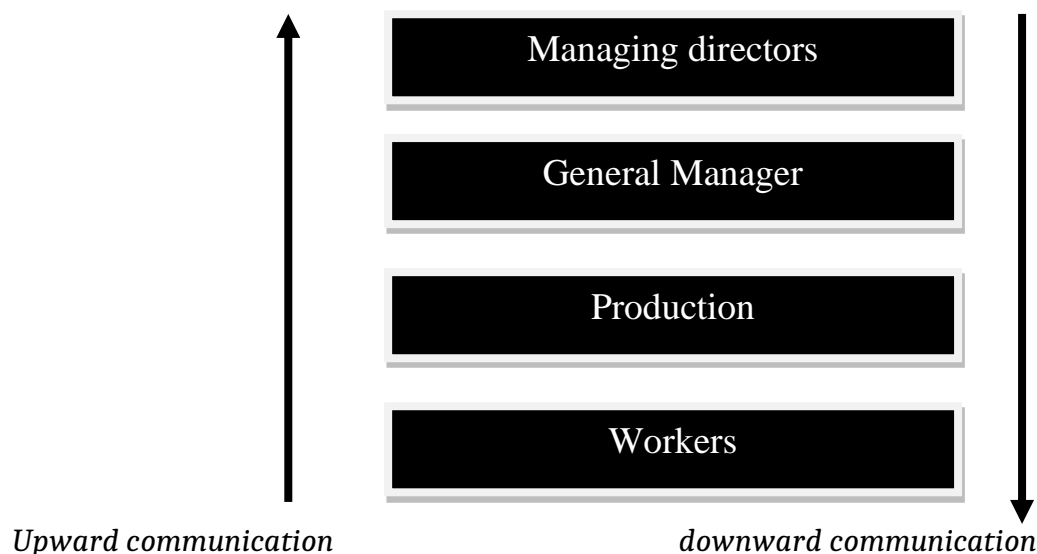 Managing directors
General Manager
Production
Workers
Upward communication
downward communication